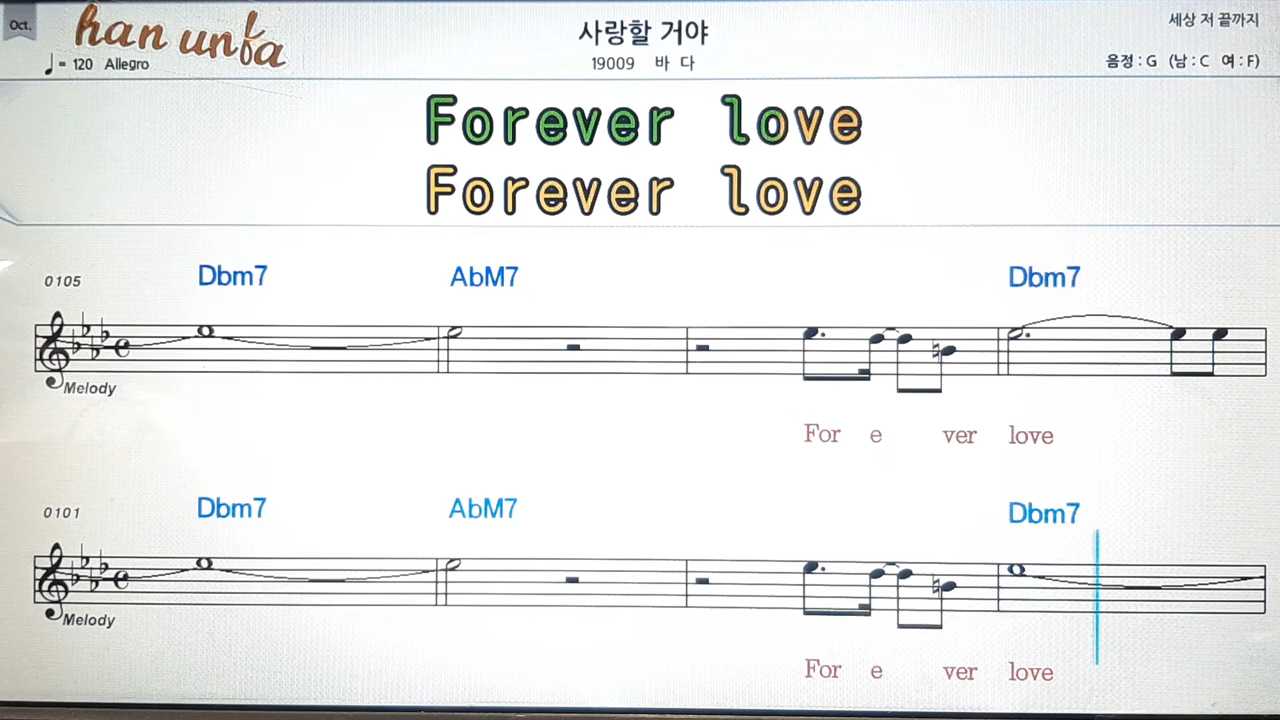 Oct.
han unfa
사랑할 거야
세상 저 끝까지
♩= 120 Allegro
19009 바 다
음정 : G (남 : C 여 : F)
Forever love
Forever love
Dbm7 AbM7 Dbm7
0105
Melody
For e ver love
Dbm7 AbM7 Dbm7
0101
Melody
For e ver love